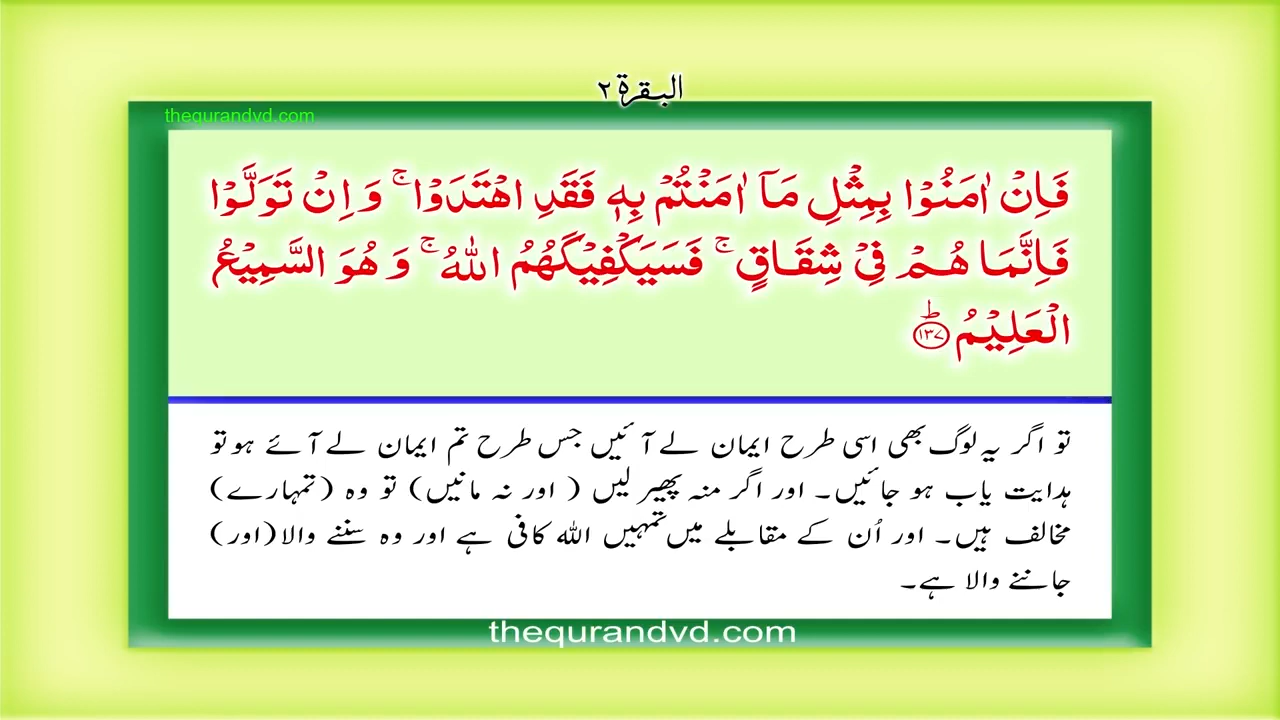 البقرة ۲
thequrandvd.com
فَاِنْ اٰمَنُوْا بِمِثْلِ مَاۤ اٰمَنْتُمْ بِهٖ فَقَدِ اهْتَدَوْا ۚ وَ اِنْ تَوَلَّوْا
فَاِنَّمَا هُمْ فِیْ شِقَاقٍ ۚ فَسَیَكْفِیْكَهُمُ اللّٰهُ ۚ وَ هُوَ السَّمِیْعُ
الْعَلِیْمُ ؕ ۱۳۷
تو اگر یہ لوگ بھی اسی طرح ایمان لے آئیں جس طرح تم ایمان لے آئے ہو تو
ہدایت یاب ہو جائیں۔ اور اگر منہ پھیر لیں ( اور نہ مانیں) تو وہ (تمہارے)
مخالف ہیں۔ اور اُن کے مقابلے میں تمہیں اللہ کافی ہے اور وہ سننے والا (اور)
جاننے والا ہے۔
thequrandvd.com